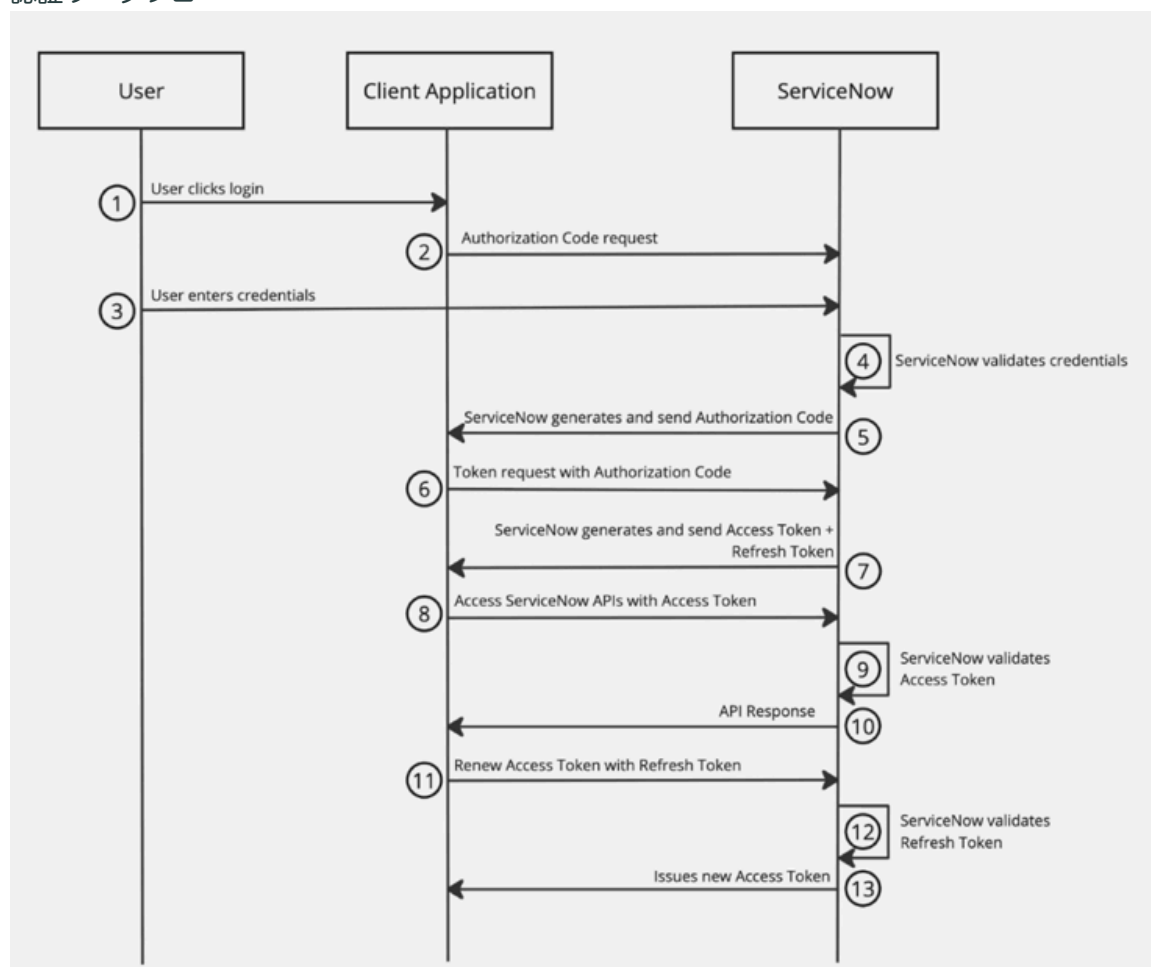 User
Client Application
ServiceNow
1
User clicks login
2
Authorization Code request
3
User enters credentials
4
ServiceNow validates credentials
ServiceNow generates and send Authorization Code
5
6
Token request with Authorization Code
ServiceNow generates and send Access Token +
Refresh Token
7
8
Access ServiceNow APIs with Access Token
9
ServiceNow validates
Access Token
API Response
10
11
Renew Access Token with Refresh Token
12
ServiceNow validates
Refresh Token
Issues new Access Token
13